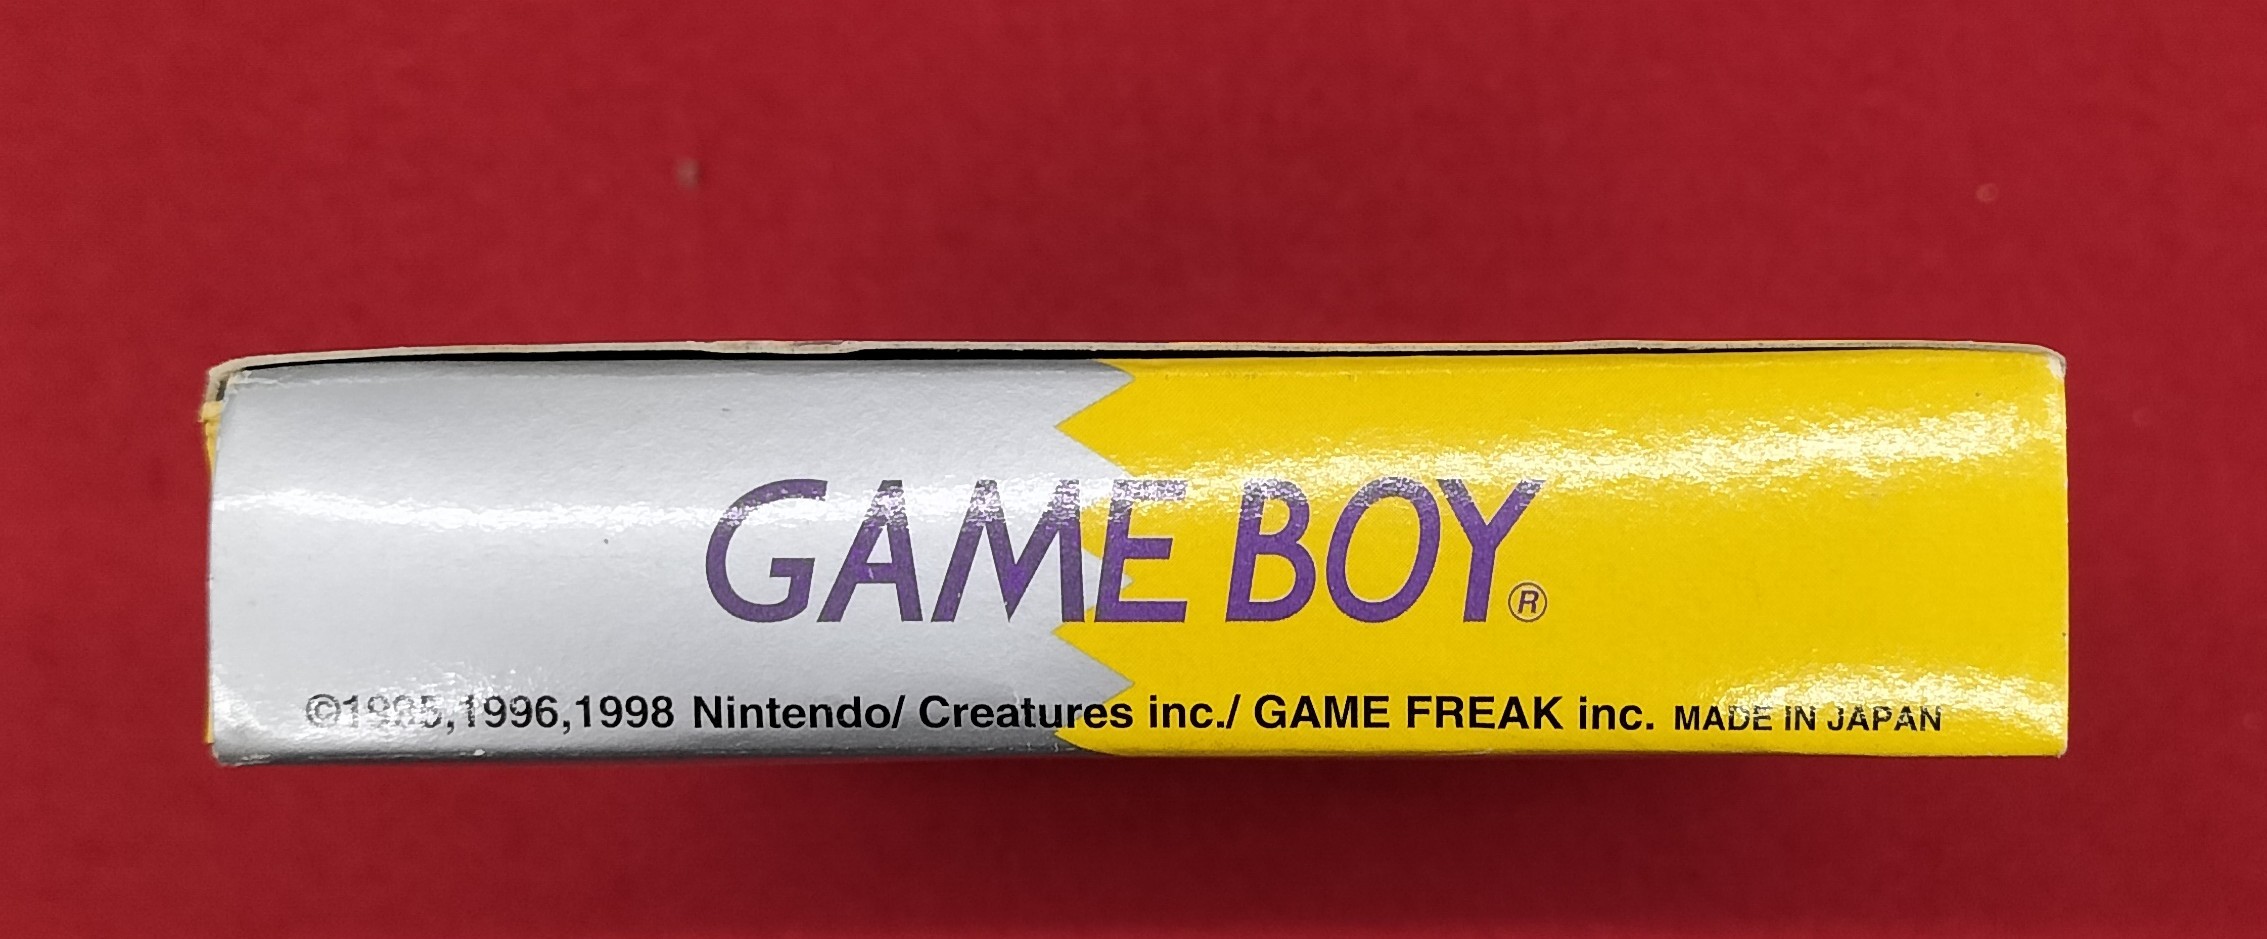 GAME BOY®
©1995,1996,1998 Nintendo/ Creatures inc./ GAME FREAK inc. MADE IN JAPAN